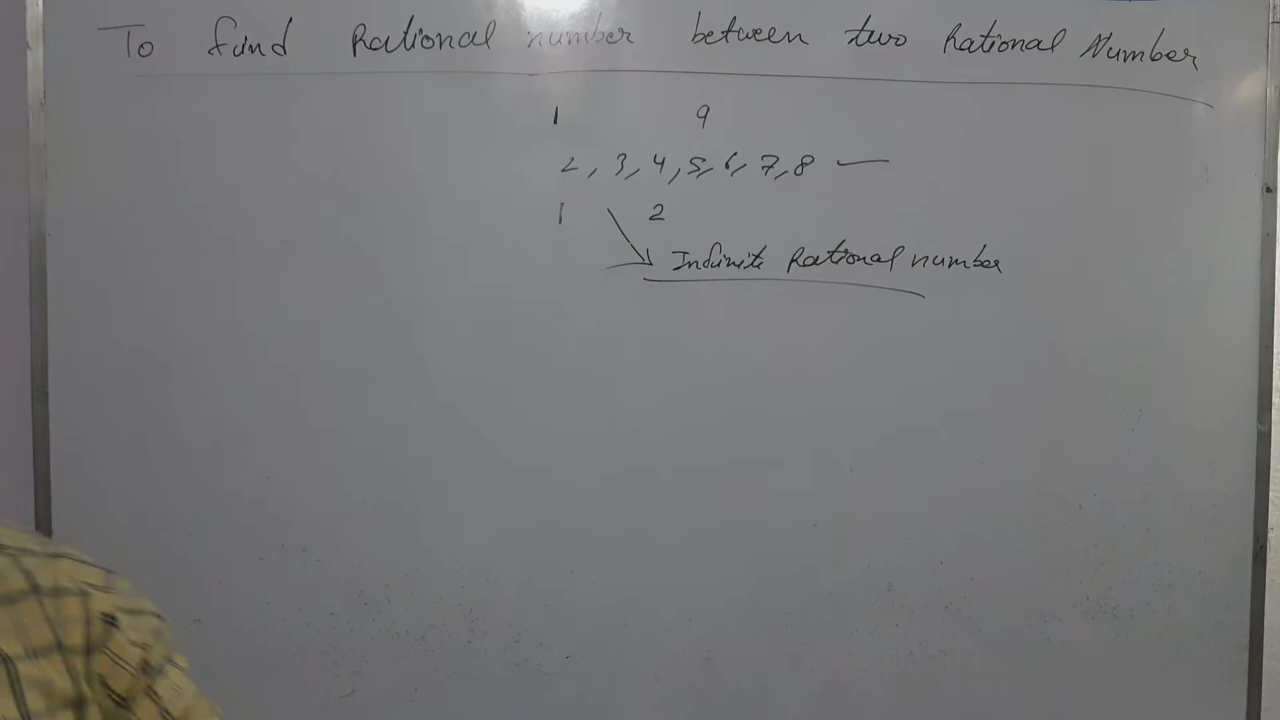 To find Rational number between two Rational Number
1 9
2, 3, 4, 5, 6, 7, 8 —
1 2
Infinite Rational number